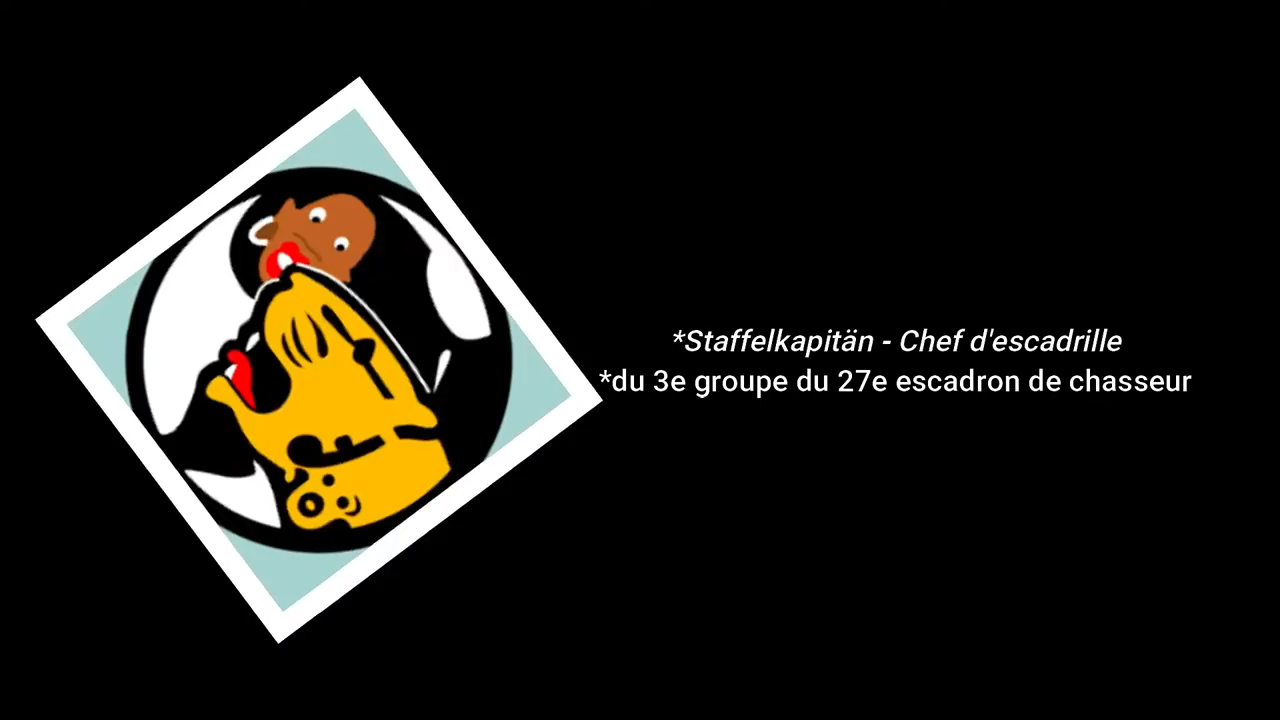 *Staffelkapitän - Chef d'escadrille
*du 3e groupe du 27e escadron de chasseur